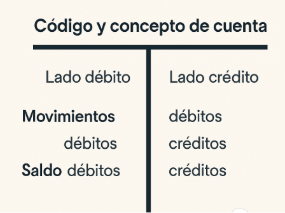 Código y concepto de cuenta
Lado débito Lado crédito
Movimientos débitos
débitos créditos
Saldo débitos créditos